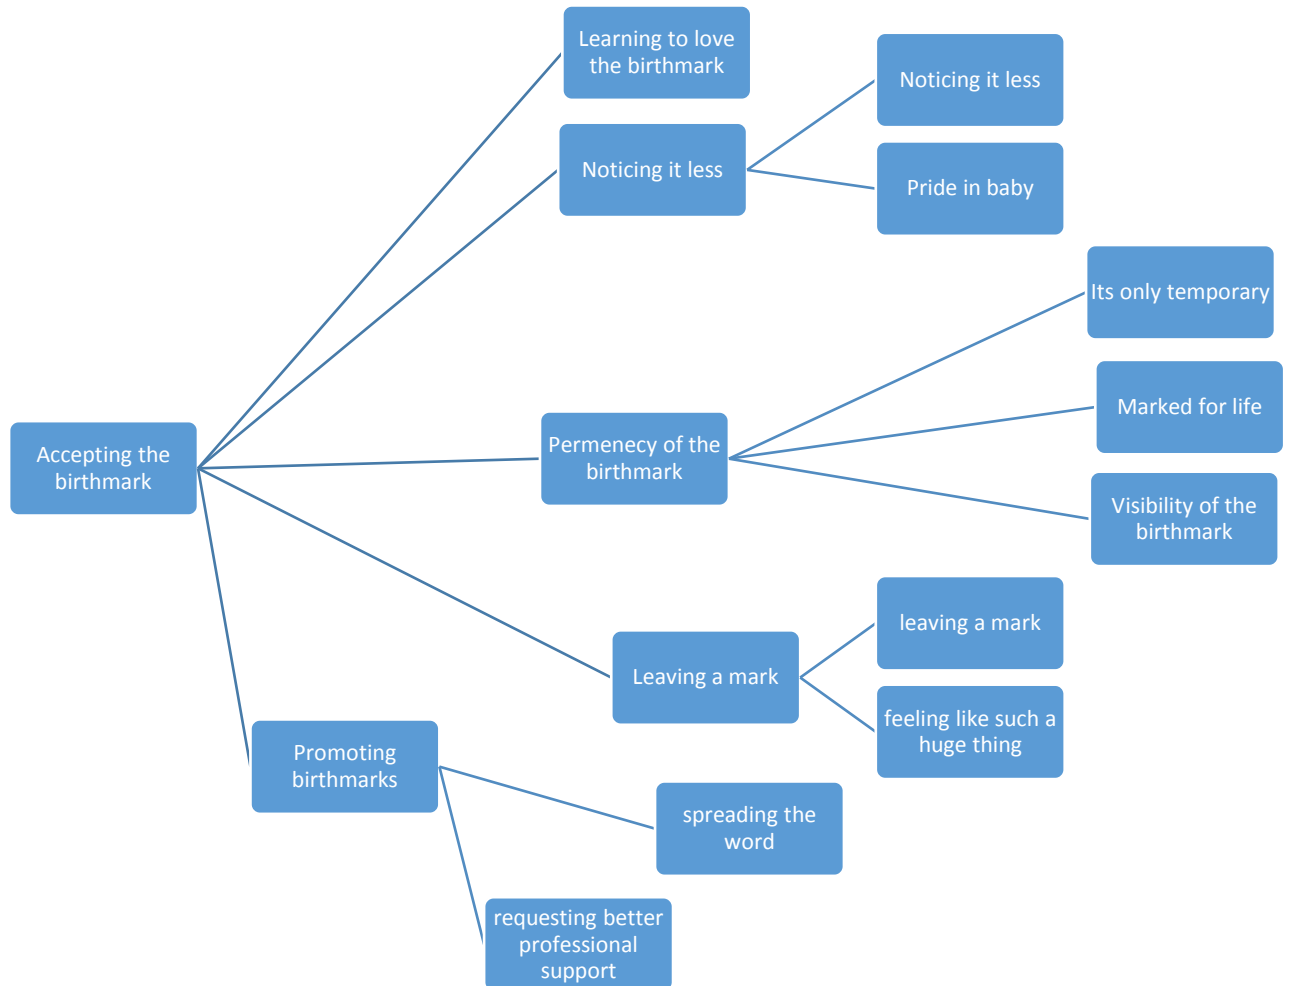 Learning to love
the birthmark
Noticing it less
Noticing it less
Pride in baby
Its only temporary
Marked for life
Accepting the
birthmark
Permenecy of the
birthmark
Visibility of the
birthmark
leaving a mark
Leaving a mark
feeling like such a
huge thing
Promoting
birthmarks
spreading the
word
requesting better
professional
support